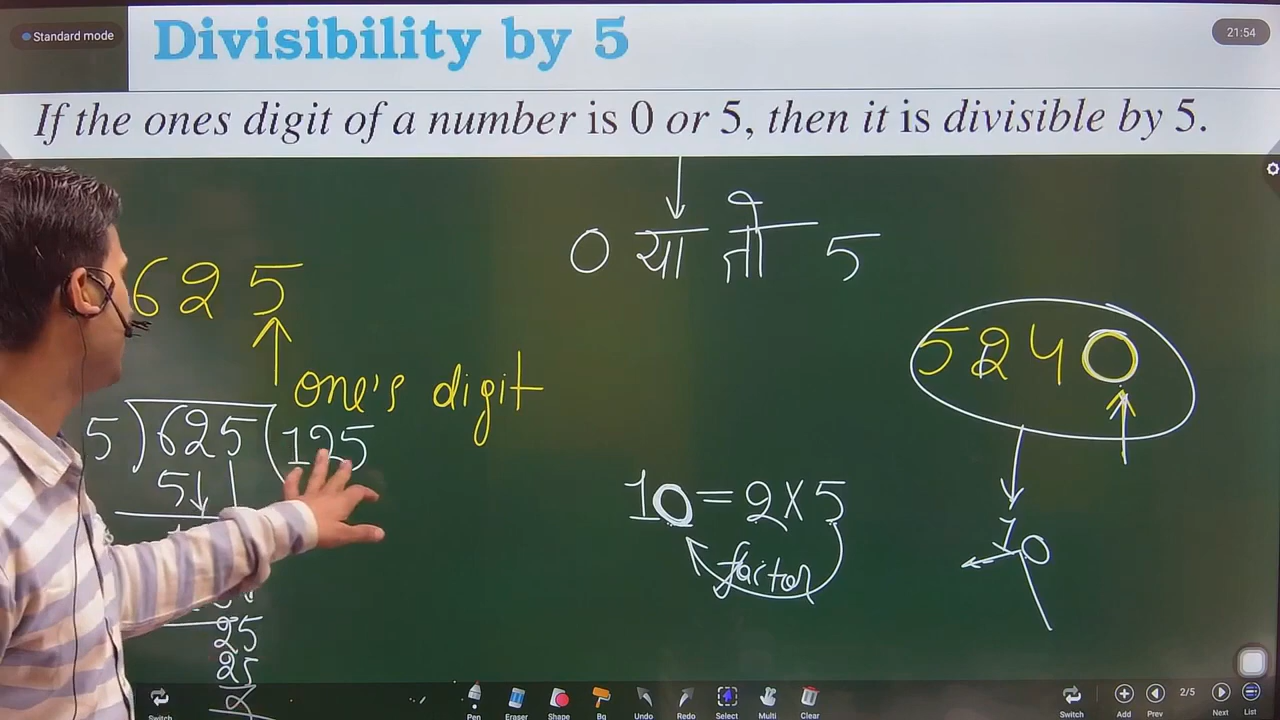 Standard mode
Divisibility by 5
21:54
If the ones digit of a number is 0 or 5, then it is divisible by 5.
0 या तो 5
625
one's digit
5240
5)625(125
5
25
25
10=2×5
factor
10
Switch
Pen
Eraser
Shape
Bg
Undo
Redo
Select
Multi
Clear
Switch
Add
Prev
2/5
Next
List